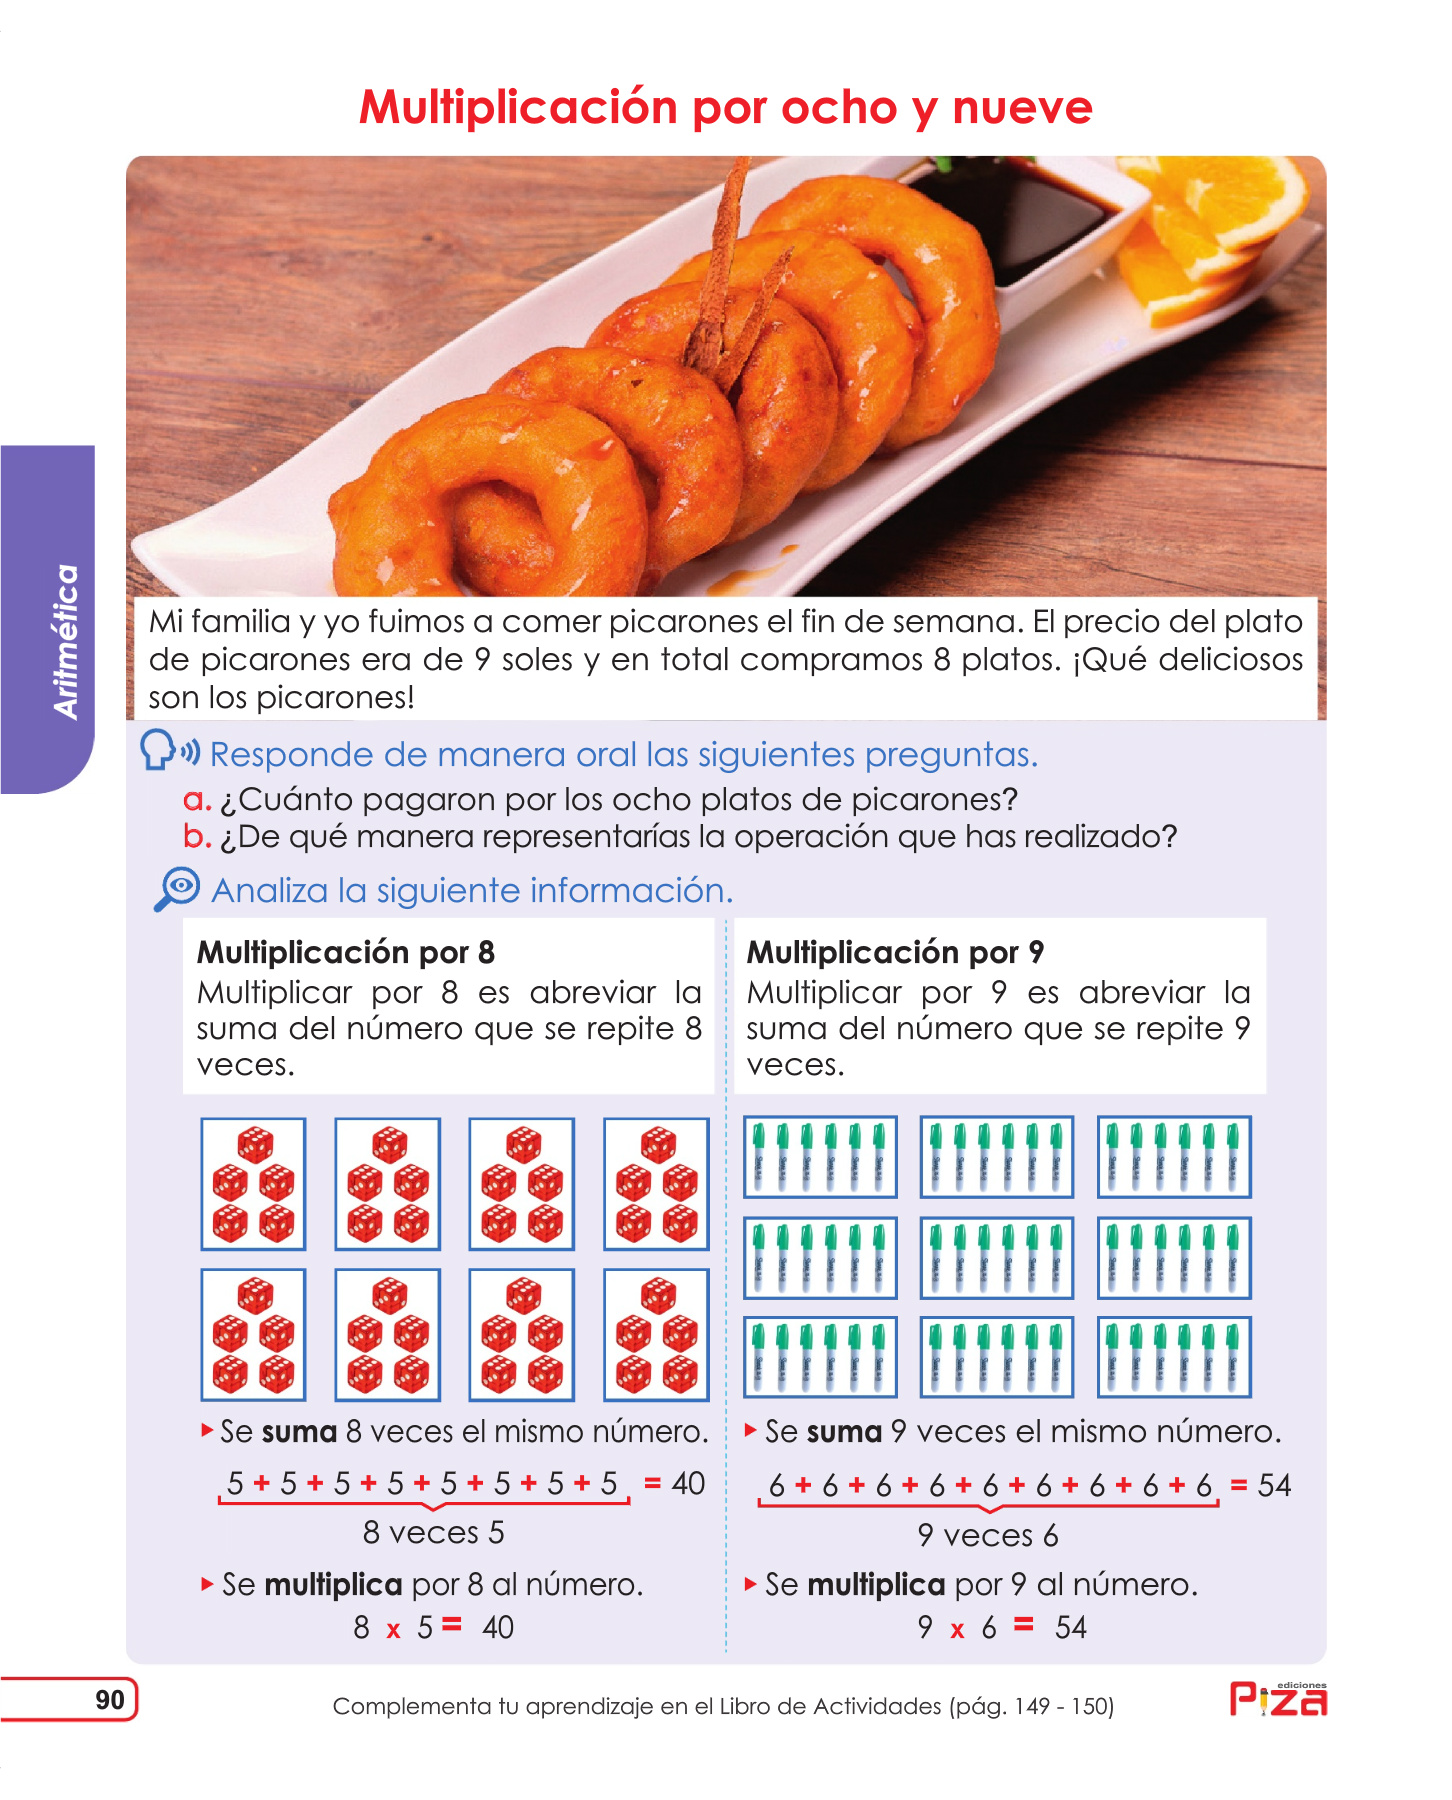 Multiplicación por ocho y nueve
Aritmética
Mi familia y yo fuimos a comer picarones el fin de semana. El precio del plato
de picarones era de 9 soles y en total compramos 8 platos. ¡Qué deliciosos
son los picarones!
Responde de manera oral las siguientes preguntas.
a. ¿Cuánto pagaron por los ocho platos de picarones?
b. ¿De qué manera representarías la operación que has realizado?
Analiza la siguiente información.
Multiplicación por 8
Multiplicar por 8 es abreviar la
suma del número que se repite 8
veces.
Se suma 8 veces el mismo número.
5 + 5 + 5 + 5 + 5 + 5 + 5 + 5 = 40
8 veces 5
Se multiplica por 8 al número.
8 x 5 = 40
Multiplicación por 9
Multiplicar por 9 es abreviar la
suma del número que se repite 9
veces.
Se suma 9 veces el mismo número.
6 + 6 + 6 + 6 + 6 + 6 + 6 + 6 + 6 = 54
9 veces 6
Se multiplica por 9 al número.
9 x 6 = 54
90
Complementa tu aprendizaje en el Libro de Actividades (pág. 149 - 150)
ediciones
Piza